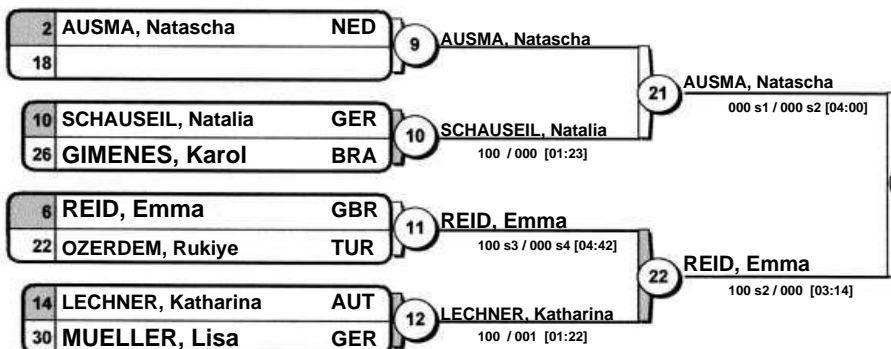 2 AUSMA, Natascha NED
18
9
AUSMA, Natascha
10 SCHAUSEIL, Natalia GER
26 GIMENES, Karol BRA
10
SCHAUSEIL, Natalia
100 / 000 [01:23]
21
AUSMA, Natascha
000 s1 / 000 s2 [04:00]
6 REID, Emma GBR
22 OZERDEM, Rukiye TUR
11
REID, Emma
100 s3 / 000 s4 [04:42]
14 LECHNER, Katharina AUT
30 MUELLER, Lisa GER
12
LECHNER, Katharina
100 / 001 [01:22]
22
REID, Emma
100 s2 / 000 [03:14]